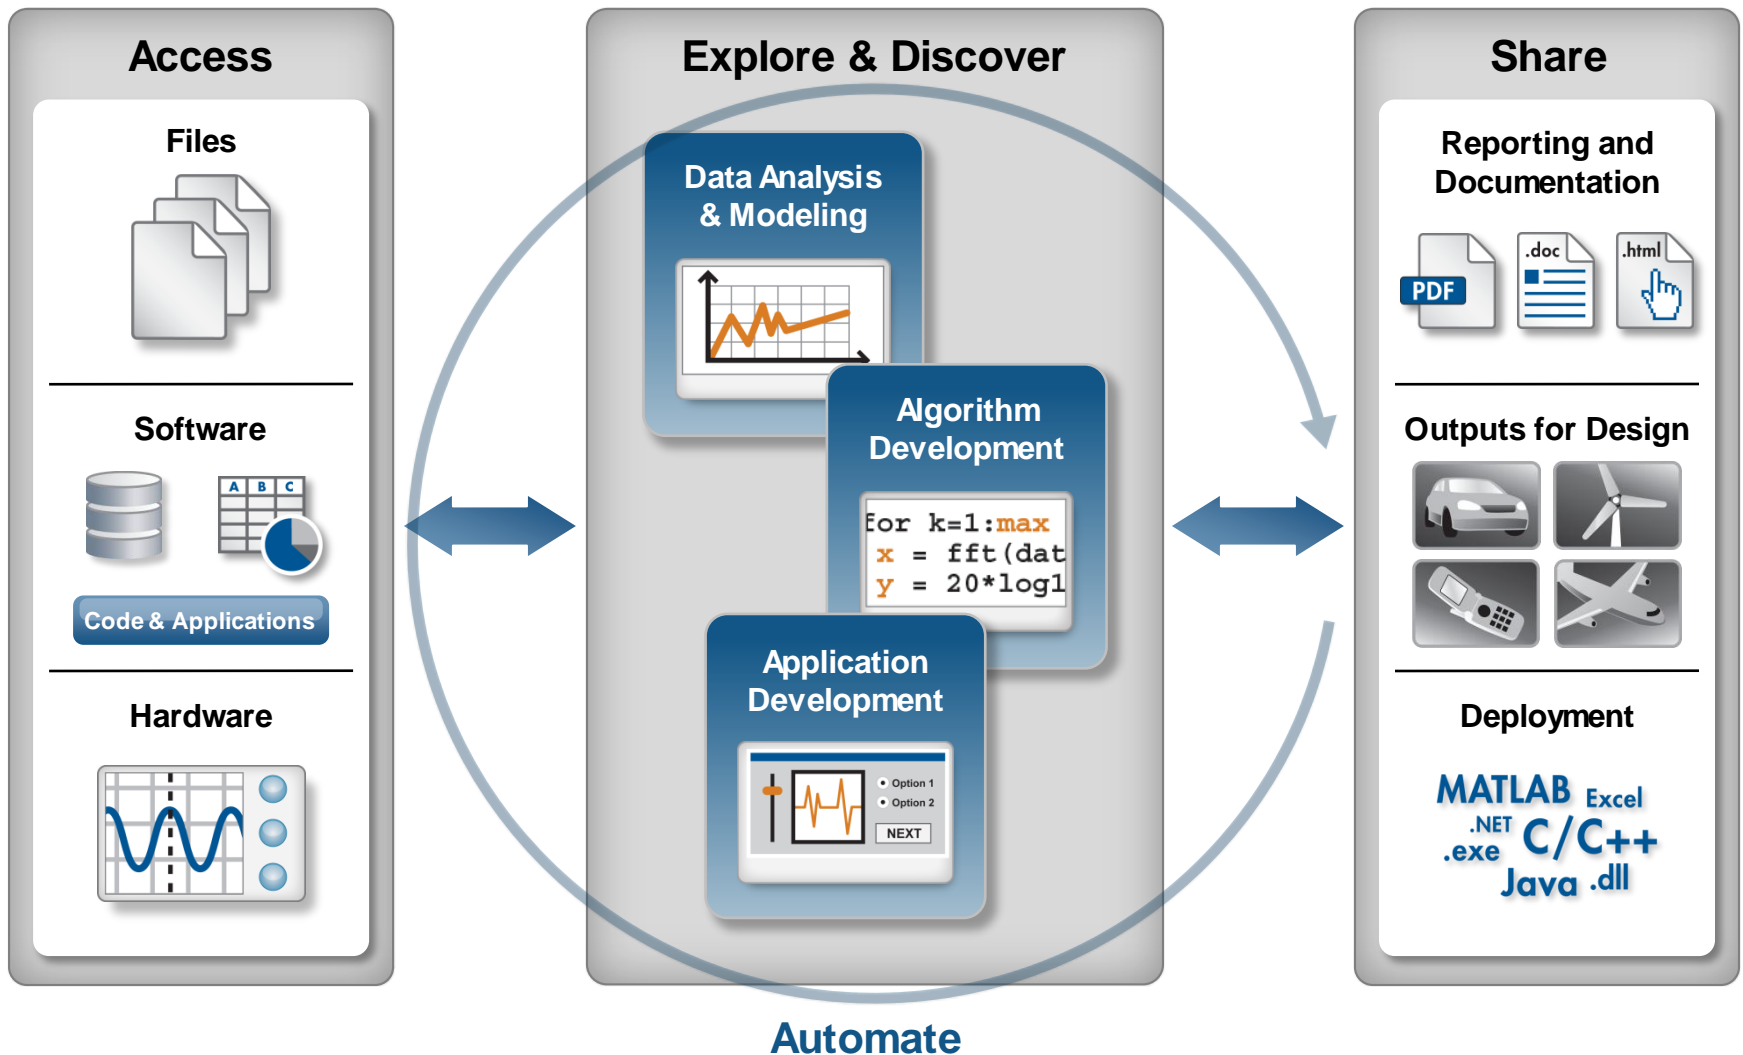 Access
Files
Software
A B C
Code & Applications
Hardware
Explore & Discover
Data Analysis
& Modeling
Algorithm
Development
for k=1:max
x = fft(dat
y = 20*log1
Application
Development
Option 1
Option 2
NEXT
Automate
Share
Reporting and
Documentation
PDF
.doc
.html
Outputs for Design
Deployment
MATLAB Excel
.NET C/C++
.exe
Java .dll